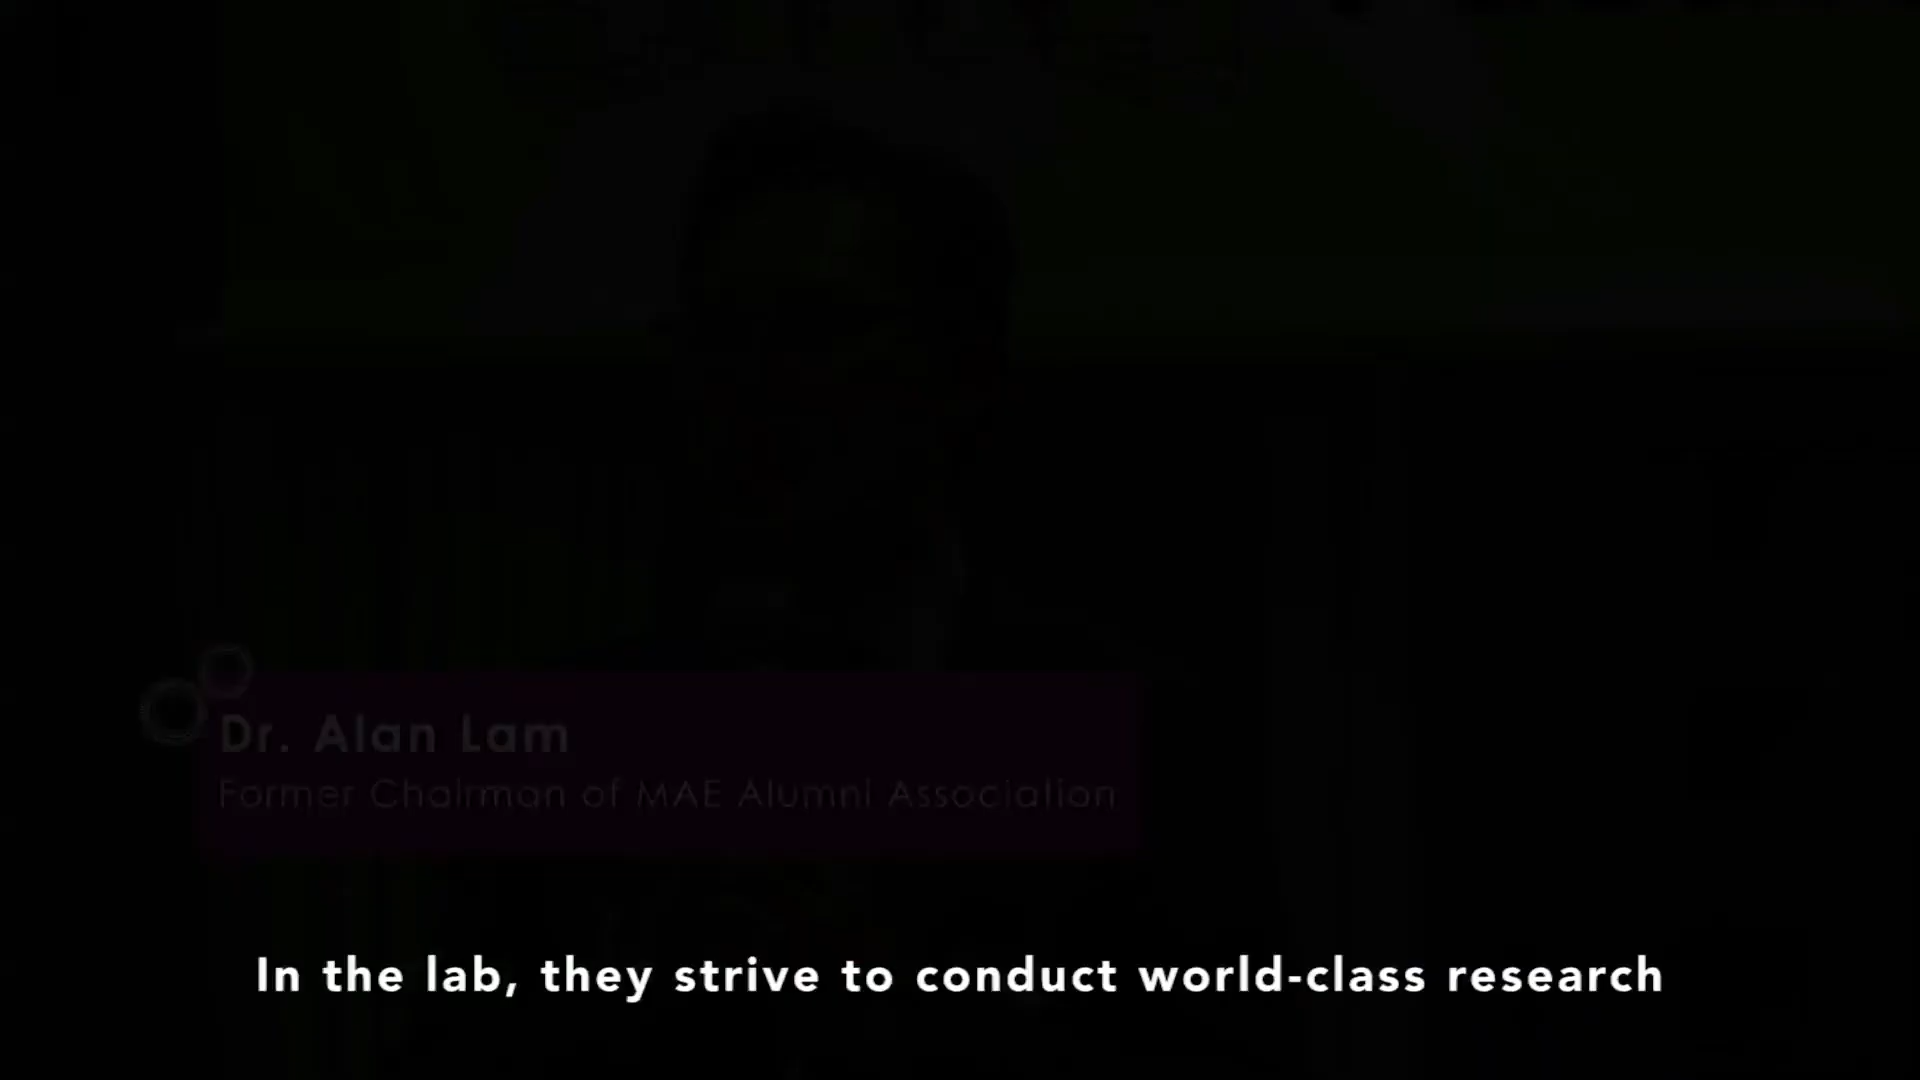 Dr. Alan Lam
Former Chairman of MAE Alumni Association
In the lab, they strive to conduct world-class research